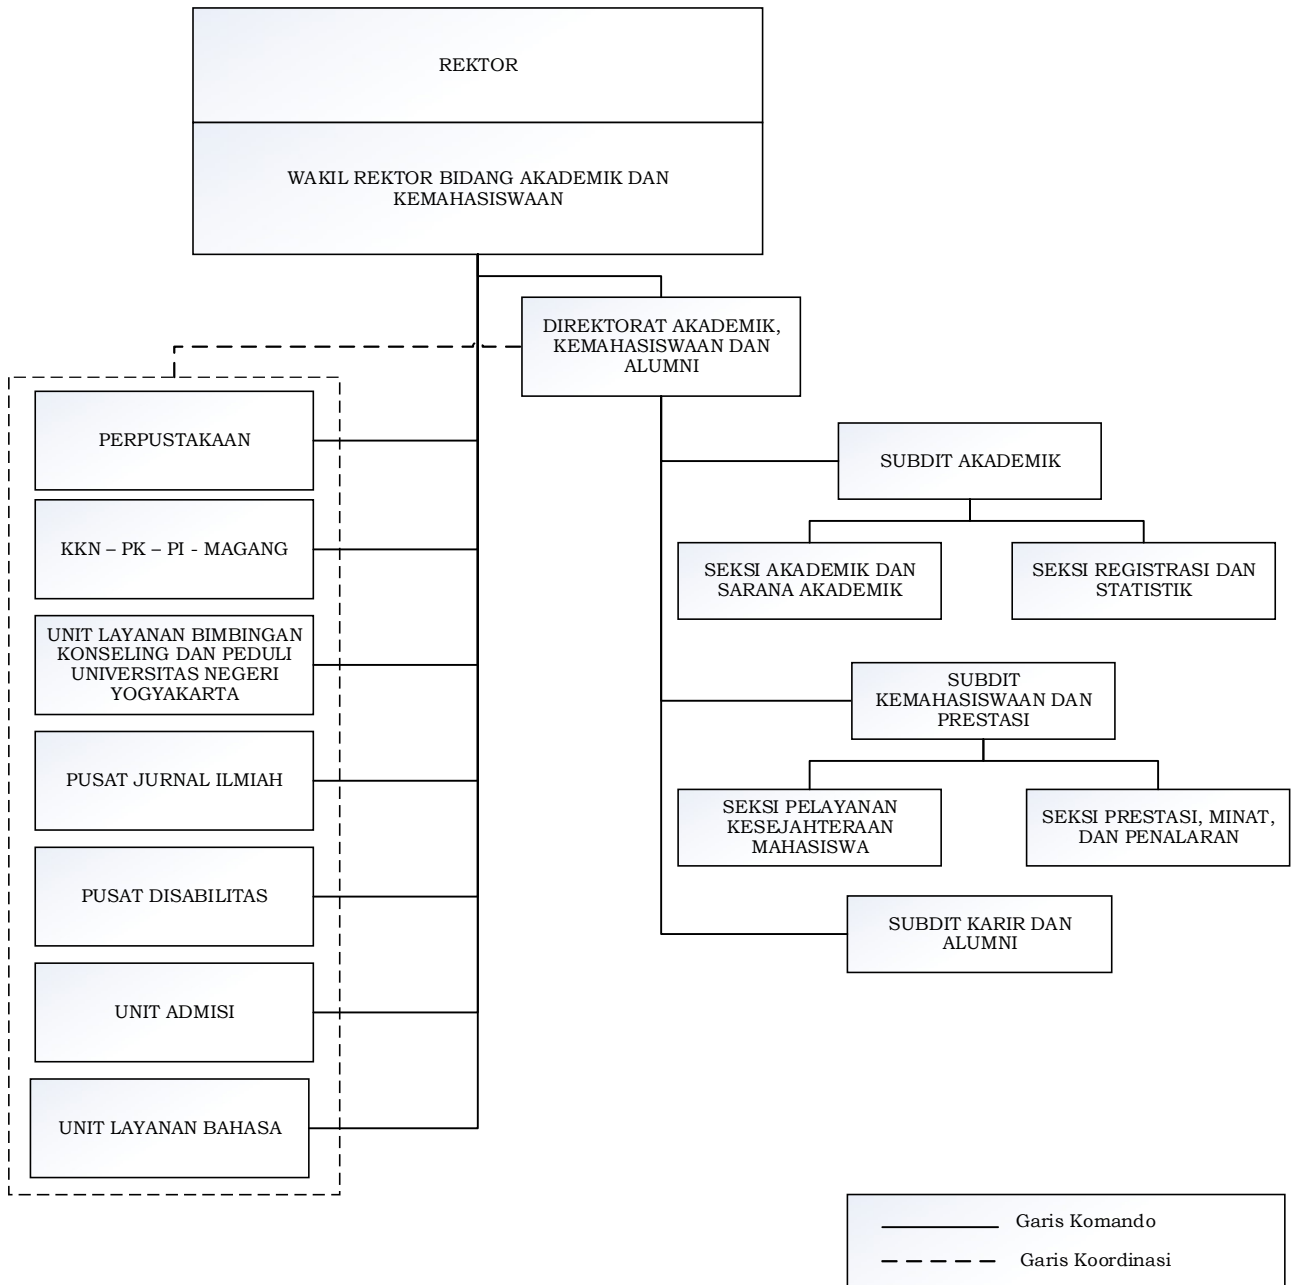 REKTOR
WAKIL REKTOR BIDANG AKADEMIK DAN
KEMAHASISWAAN
DIREKTORAT AKADEMIK,
KEMAHASISWAAN DAN
ALUMNI
PERPUSTAKAAN
KKN – PK – PI - MAGANG
UNIT LAYANAN BIMBINGAN
KONSELING DAN PEDULI
UNIVERSITAS NEGERI
YOGYAKARTA
PUSAT JURNAL ILMIAH
PUSAT DISABILITAS
UNIT ADMISI
UNIT LAYANAN BAHASA
SUBDIT AKADEMIK
SEKSI AKADEMIK DAN
SARANA AKADEMIK
SEKSI REGISTRASI DAN
STATISTIK
SUBDIT
KEMAHASISWAAN DAN
PRESTASI
SEKSI PELAYANAN
KESEJAHTERAAN
MAHASISWA
SEKSI PRESTASI, MINAT,
DAN PENALARAN
SUBDIT KARIR DAN
ALUMNI
Garis Komando
Garis Koordinasi